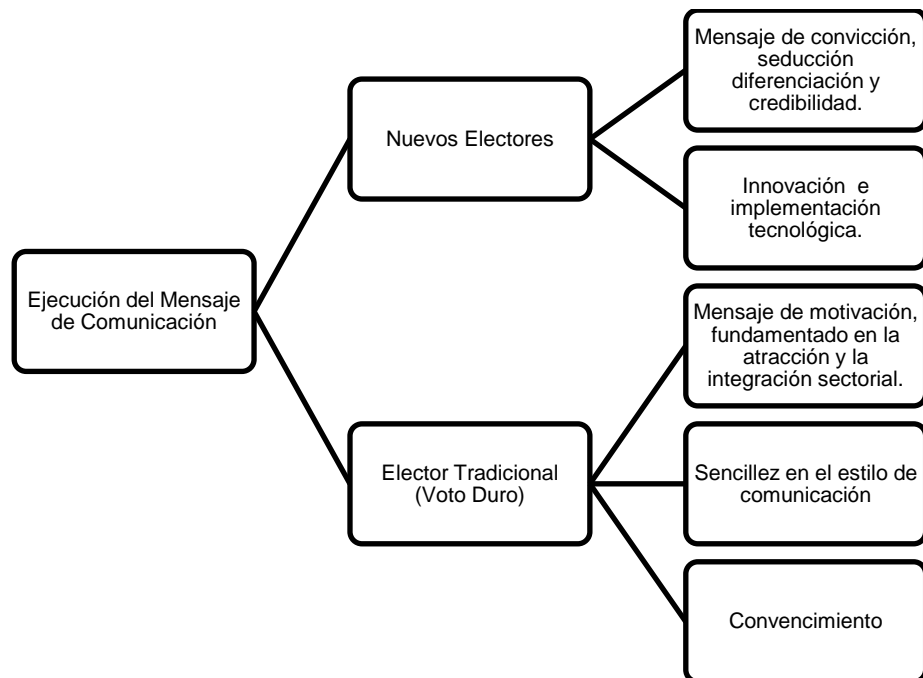 Mensaje de convicción,
seducción
diferenciación y
credibilidad.
Nuevos Electores
Innovación e
implementación
tecnológica.
Ejecución del Mensaje
de Comunicación
Mensaje de motivación,
fundamentado en la
atracción y la
integración sectorial.
Elector Tradicional
(Voto Duro)
Sencillez en el estilo de
comunicación
Convencimiento